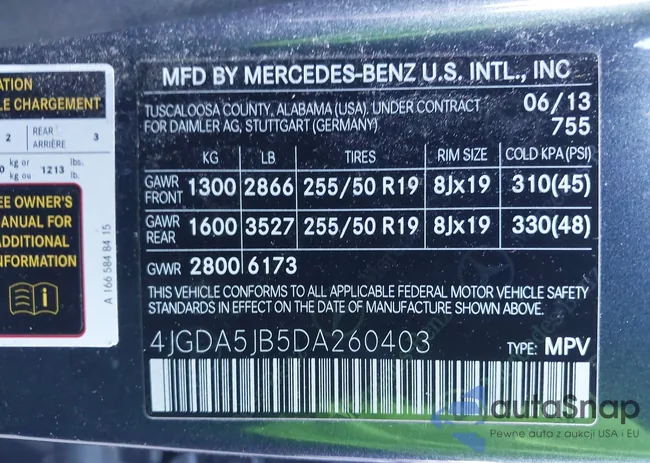 ATION
LE CHARGEMENT
2 REAR ARRIÈRE 3
0 kg or kg ou 1213 lbs. lb.
EE OWNER'S
MANUAL FOR
ADDITIONAL
INFORMATION
A 166 584 84 15
MFD BY MERCEDES-BENZ U.S. INTL., INC
TUSCALOOSA COUNTY, ALABAMA (USA), UNDER CONTRACT 06/13
FOR DAIMLER AG, STUTTGART (GERMANY) 755
KG LB TIRES RIM SIZE COLD KPA (PSI)
GAWR FRONT 1300 2866 255/50 R19 8Jx19 310(45)
GAWR REAR 1600 3527 255/50 R19 8Jx19 330(48)
GVWR 2800 6173
THIS VEHICLE CONFORMS TO ALL APPLICABLE FEDERAL MOTOR VEHICLE SAFETY
STANDARDS IN EFFECT ON THE DATE OF MANUFACTURE SHOWN ABOVE.
4JGDA5JB5DA260403 TYPE: MPV
autoSnap
Pewne auta z aukcji USA i EU